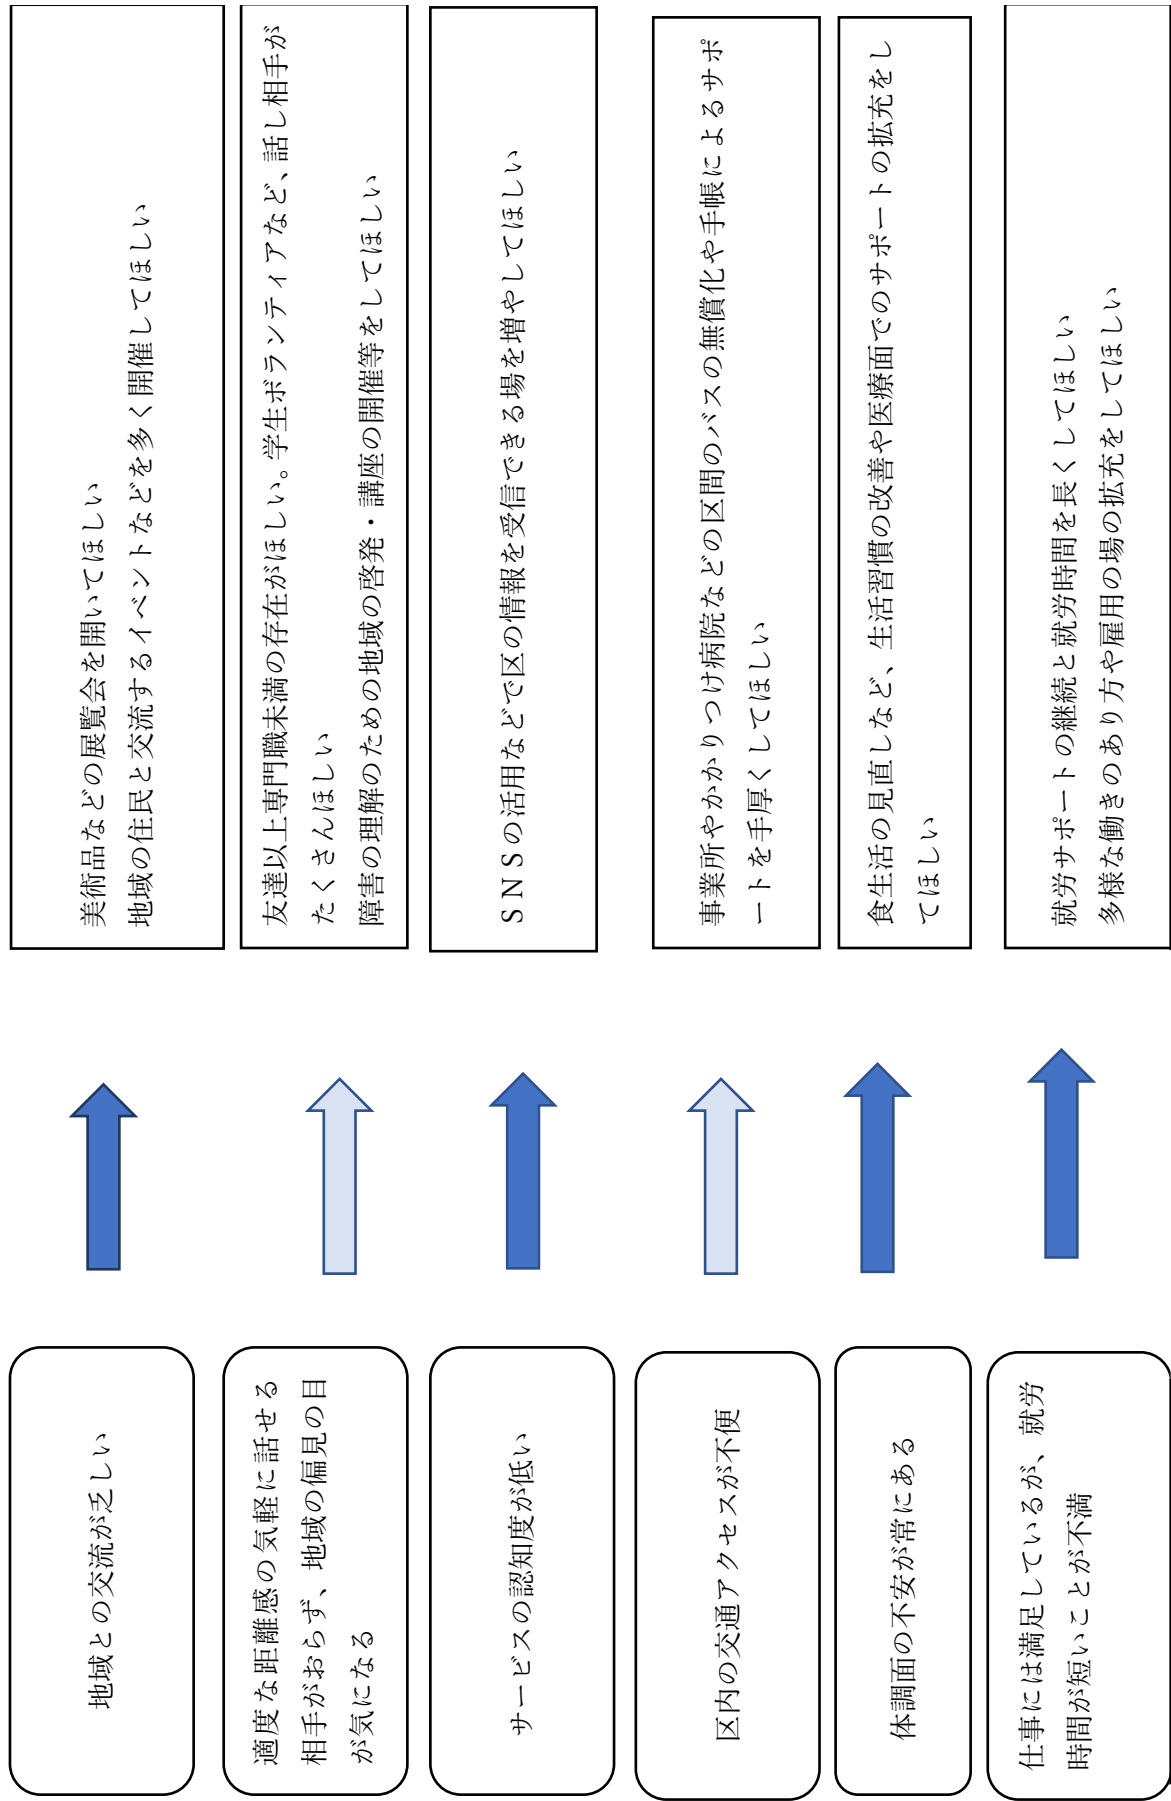 地域との交流が乏しい
美術品などの展覧会を開いてほしい
地域の住民と交流するイベントなどを多く開催してほしい
適度な距離感の気軽に話せる
相手がおらず、地域の偏見の目
が気になる
友達以上専門職未満の存在がほしい。学生ボランティアなど、話し相手が
たくさんほしい
障害の理解のための地域の啓発・講座の開催等をしてほしい
サービスの認知度が低い
SNSの活用などで区の情報を受信できる場を増やしてほしい
区内の交通アクセスが不便
事業所やかかりつけ病院などの区間のバスの無償化や手帳によるサポ
ートを手厚くしてほしい
体調面の不安が常にある
食生活の見直しなど、生活習慣の改善や医療面でのサポートの拡充をし
てほしい
仕事には満足しているが、就労
時間が短いことが不満
就労サポートの継続と就労時間を長くしてほしい
多様な働きのあり方や雇用の場の拡充をしてほしい